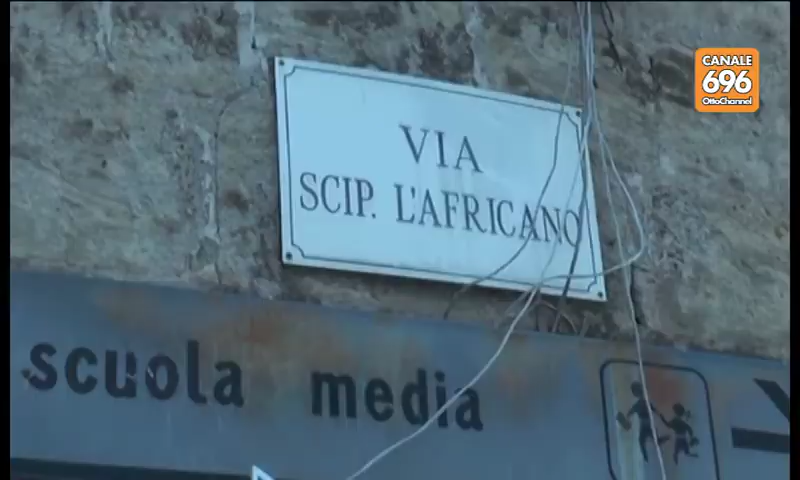 CANALE
696
OttoChannel
VIA
SCIP. L'AFRICANO
scuola media